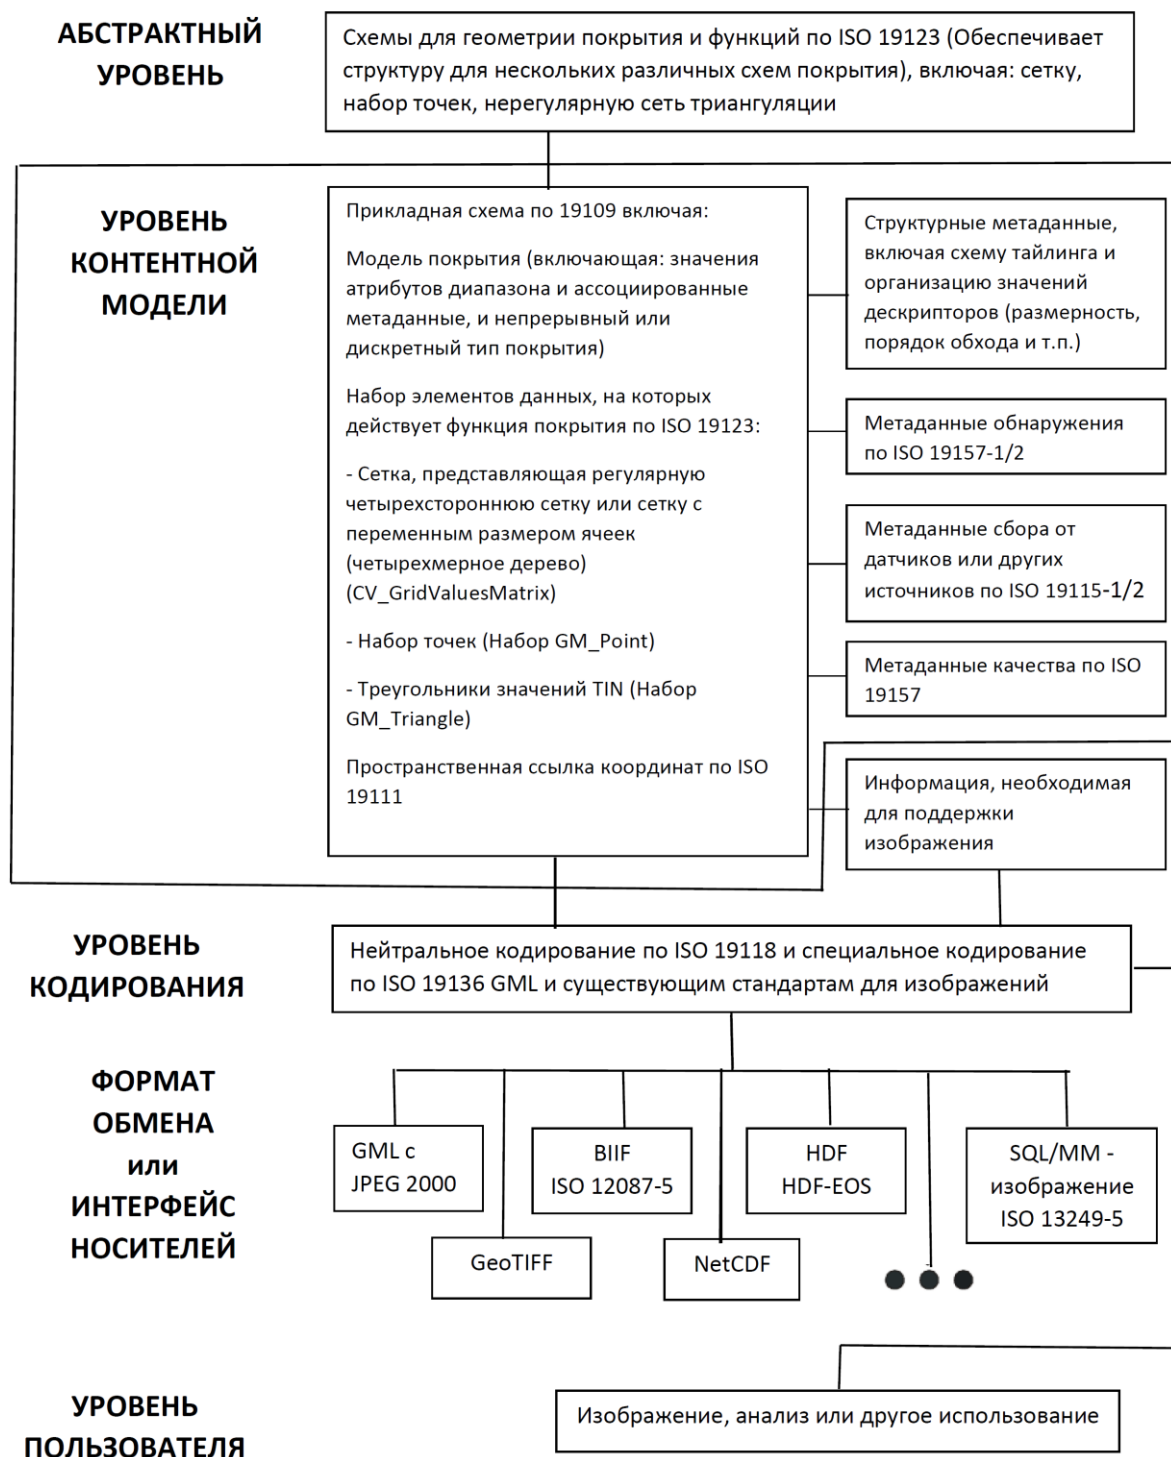 АБСТРАКТНЫЙ
УРОВЕНЬ
Схемы для геометрии покрытия и функций по ISO 19123 (Обеспечивает
структуру для нескольких различных схем покрытия), включая: сетку,
набор точек, нерегулярную сеть триангуляции
УРОВЕНЬ
КОНТЕНТНОЙ
МОДЕЛИ
Прикладная схема по 19109 включая:
Модель покрытия (включающая: значения
атрибутов диапазона и ассоциированные
метаданные, и непрерывный или
дискретный тип покрытия)
Набор элементов данных, на которых
действует функция покрытия по ISO 19123:
- Сетка, представляющая регулярную
четырехстороннюю сетку или сетку с
переменным размером ячеек
(четырехмерное дерево)
(CV_GridValuesMatrix)
- Набор точек (Набор GM_Point)
- Треугольники значений TIN (Набор
GM_Triangle)
Пространственная ссылка координат по ISO
19111
Структурные метаданные,
включая схему тайлинга и
организацию значений
дескрипторов (размерность,
порядок обхода и т.п.)
Метаданные обнаружения
по ISO 19157-1/2
Метаданные сбора от
датчиков или других
источников по ISO 19115-1/2
Метаданные качества по ISO
19157
Информация, необходимая
для поддержки
изображения
УРОВЕНЬ
КОДИРОВАНИЯ
Нейтральное кодирование по ISO 19118 и специальное кодирование
по ISO 19136 GML и существующим стандартам для изображений
ФОРМАТ
ОБМЕНА
или
ИНТЕРФЕЙС
НОСИТЕЛЕЙ
GML с
JPEG 2000
BIIF
ISO 12087-5
HDF
HDF-EOS
SQL/MM -
изображение
ISO 13249-5
GeoTIFF
NetCDF
УРОВЕНЬ
ПОЛЬЗОВАТЕЛЯ
Изображение, анализ или другое использование